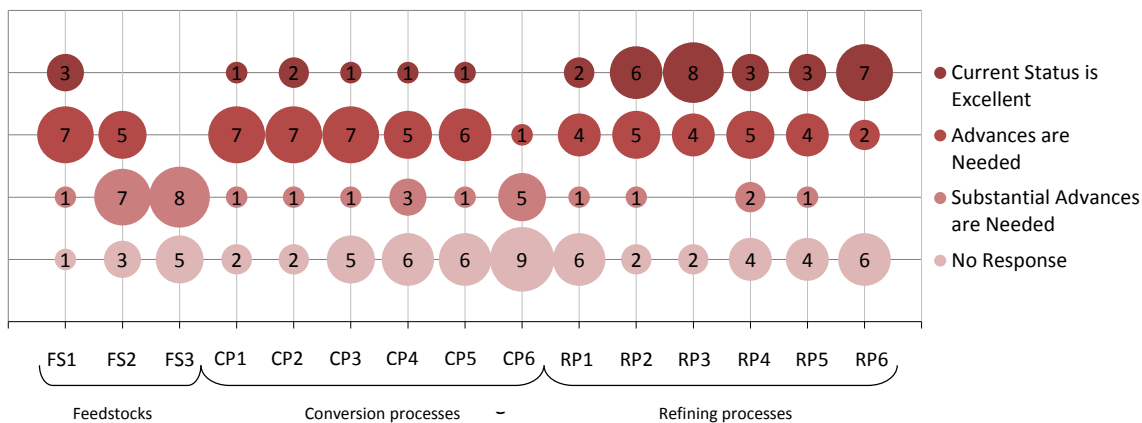 3 1 2 1 1 1 2 6 8 3 3 7
7 5 7 7 7 5 6 1 4 5 4 5 4 2
1 7 8 1 1 1 3 1 5 1 1 2 1
1 3 5 2 2 5 6 6 9 6 2 2 4 4 6
FS1 FS2 FS3 CP1 CP2 CP3 CP4 CP5 CP6 RP1 RP2 RP3 RP4 RP5 RP6
Feedstocks Conversion processes Refining processes
Current Status is
Excellent
Advances are
Needed
Substantial Advances
are Needed
No Response